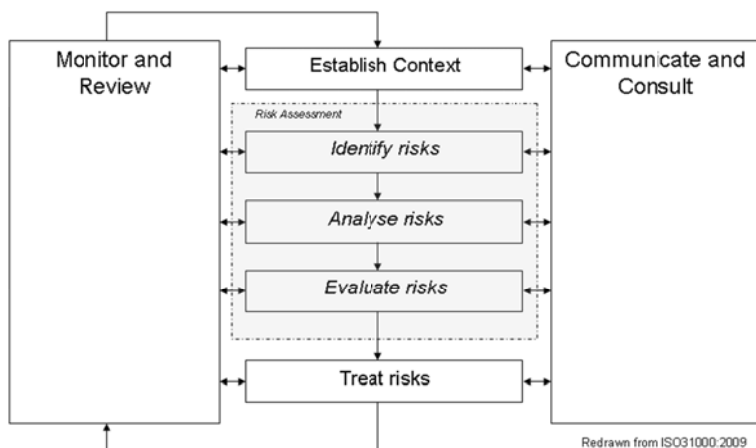 Monitor and
Review
Establish Context
Communicate and
Consult
Risk Assessment
Identify risks
Analyse risks
Evaluate risks
Treat risks
Redrawn from ISO31000:2009